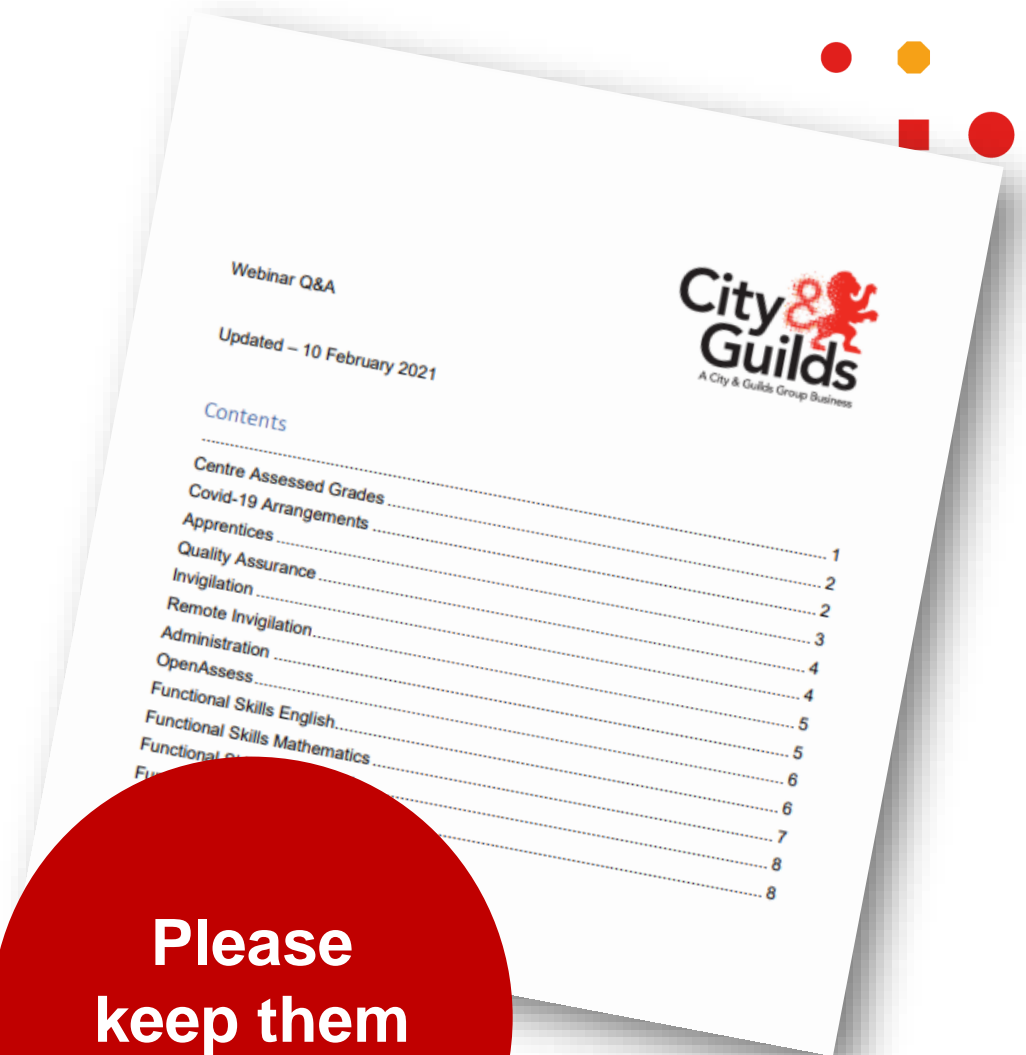 Webinar Q&A
City &
Guilds
A City & Guilds Group Business
Updated – 10 February 2021
Contents
........ 1
Centre Assessed Grades ........ 2
Covid-19 Arrangements ........ 2
Apprentices ........ 3
Quality Assurance ........ 4
Invigilation ........ 4
Remote Invigilation ........ 5
Administration ........ 5
OpenAssess ........ 6
Functional Skills English ........ 6
Functional Skills Mathematics ........ 7
Functional ........ 8
........ 8
Please
keep them